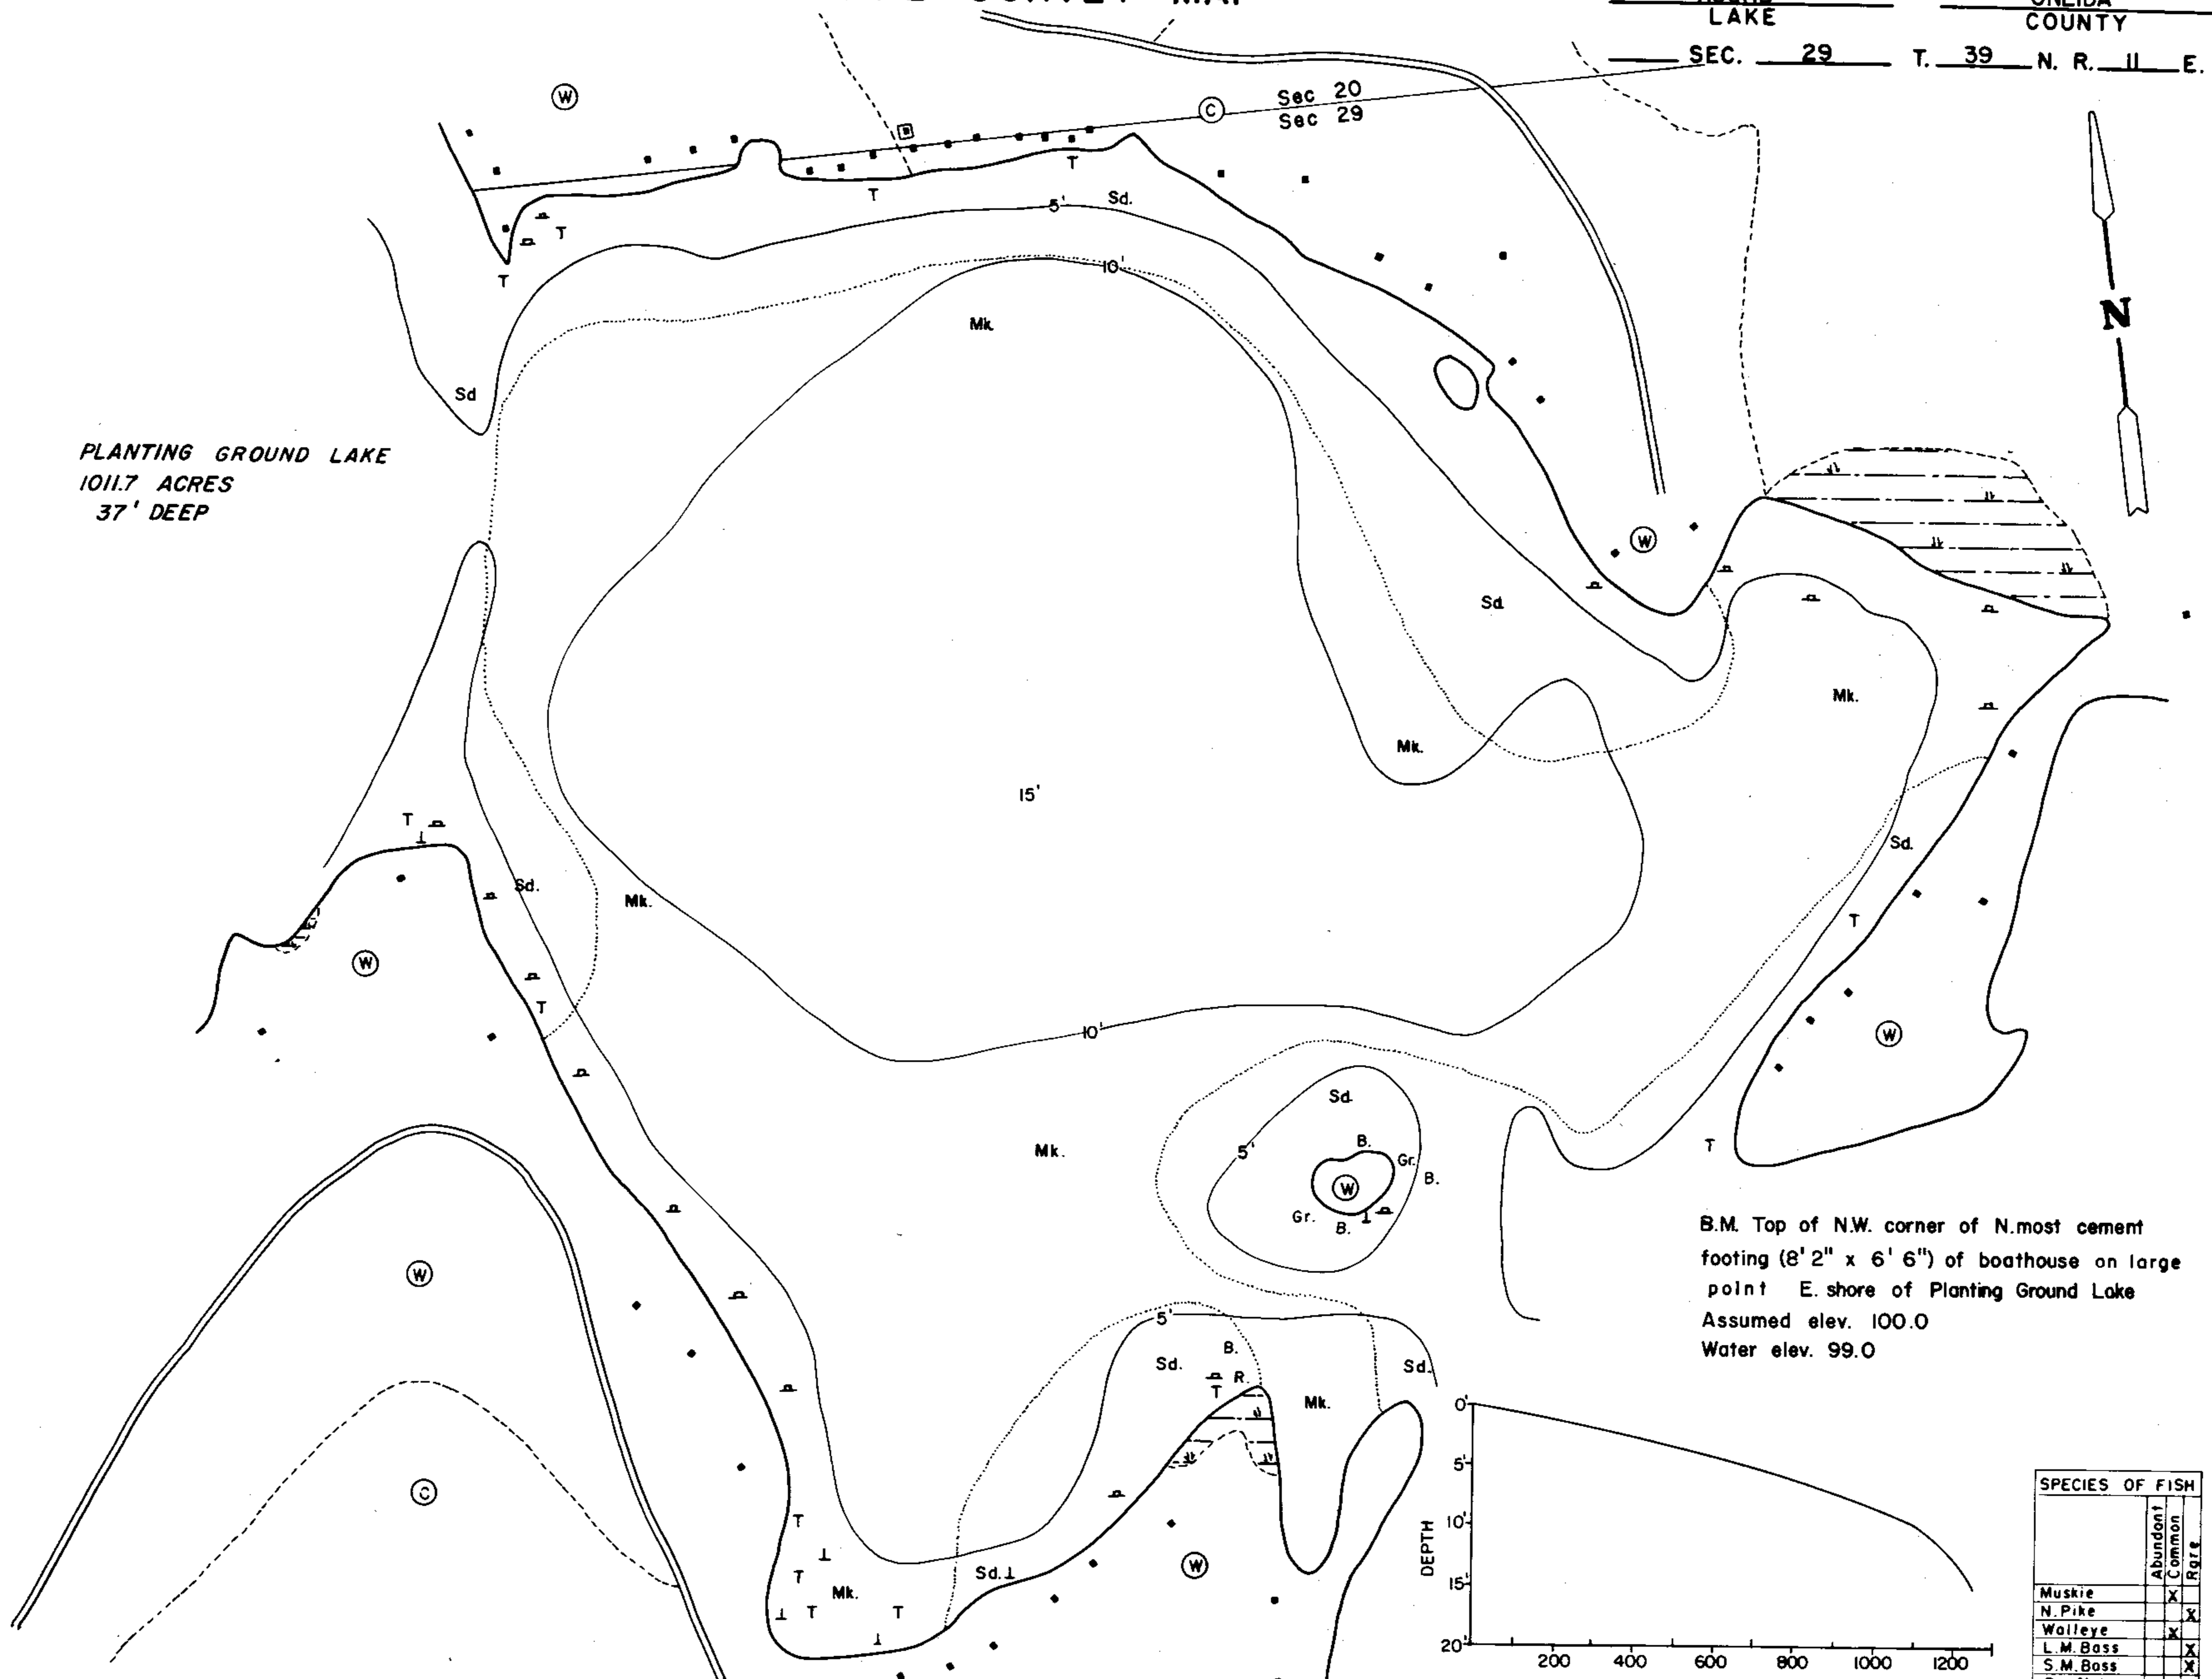 LAKE
COUNTY
SEC. 29 T. 39 N. R. 11 E.
W
C
Sec 20
Sec 29
T
T
Sd.
5'
T
T
10'
N
Mk.
Sd
PLANTING GROUND LAKE
1011.7 ACRES
37' DEEP
W
Sd.
Mk.
Mk.
15'
T
Sd.
Sd.
Mk.
T
W
T
10'
W
Sd.
Mk.
B.
5'
Gr.
T
B.
W
Gr.
B.
B.M. Top of N.W. corner of N.most cement
footing (8' 2" x 6' 6") of boathouse on large
point E. shore of Planting Ground Lake
Assumed elev. 100.0
Water elev. 99.0
W
5'
B.
Sd.
Sd.
R.
T
Mk.
C
T
T
Sd.
Mk.
T
T
W
DEPTH
0'
5'
10'
15'
20'
200 400 600 800 1000 1200
SPECIES OF FISH
Abundant
Common
Rare
Muskie X
N. Pike X
Walleye X
L.M. Bass X
S.M. Bass X